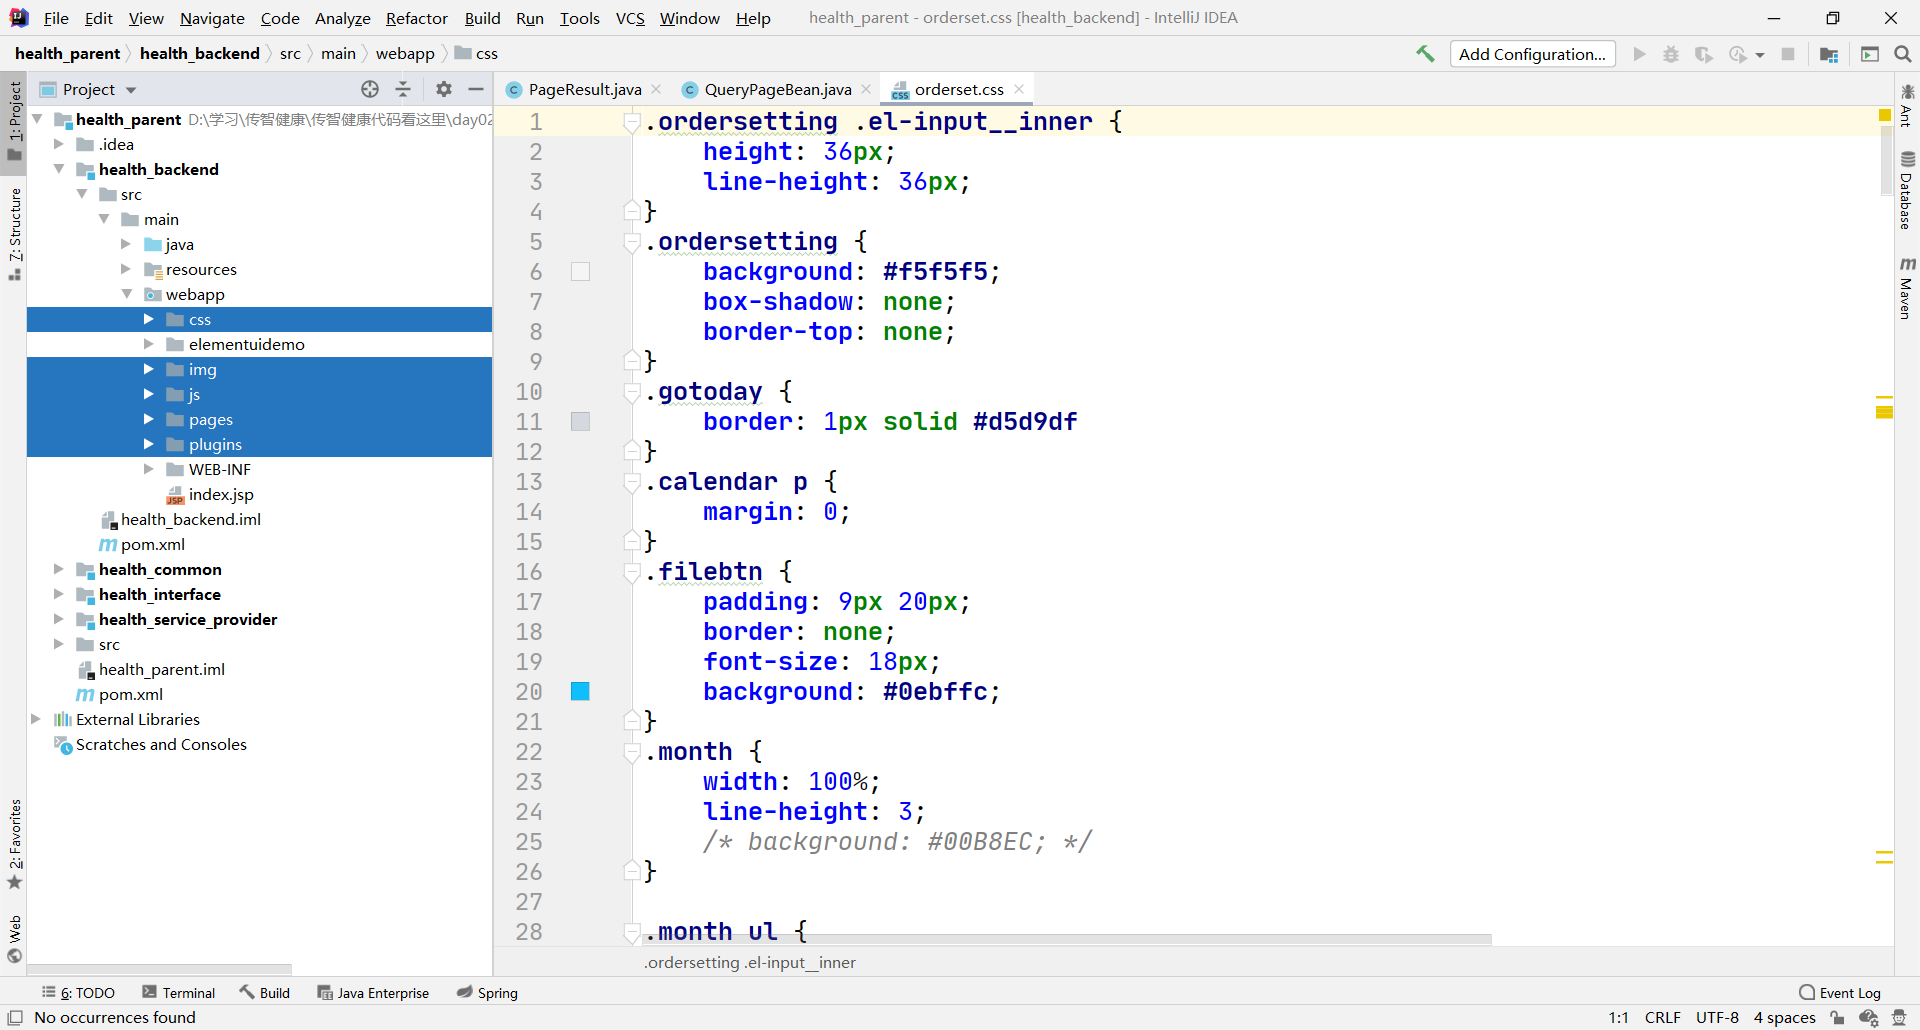 File Edit View Navigate Code Analyze Refactor Build Run Tools VCS Window Help health_parent - orderset.css [health_backend] - IntelliJ IDEA
health_parent health_backend src main webapp css Add Configuration...
1: Project
7: Structure
2: Favorites
Web
Project
health_parent D:\学习\传智健康\传智健康代码看这里\day02
.idea
health_backend
src
main
java
resources
webapp
css
elementuidemo
img
js
pages
plugins
WEB-INF
index.jsp
health_backend.iml
pom.xml
health_common
health_interface
health_service_provider
src
health_parent.iml
pom.xml
External Libraries
Scratches and Consoles
PageResult.java QueryPageBean.java orderset.css
1 .ordersetting .el-input__inner {
2 height: 36px;
3 line-height: 36px;
4 }
5 .ordersetting {
6 background: #f5f5f5;
7 box-shadow: none;
8 border-top: none;
9 }
10 .gotoday {
11 border: 1px solid #d5d9df
12 }
13 .calendar p {
14 margin: 0;
15 }
16 .filebtn {
17 padding: 9px 20px;
18 border: none;
19 font-size: 18px;
20 background: #0ebffc;
21 }
22 .month {
23 width: 100%;
24 line-height: 3;
25 /* background: #00B8EC; */
26 }
27
28 .month ul {
.ordersetting .el-input__inner
Ant
Database
Maven
6: TODO Terminal Build Java Enterprise Spring Event Log
No occurrences found 1:1 CRLF UTF-8 4 spaces